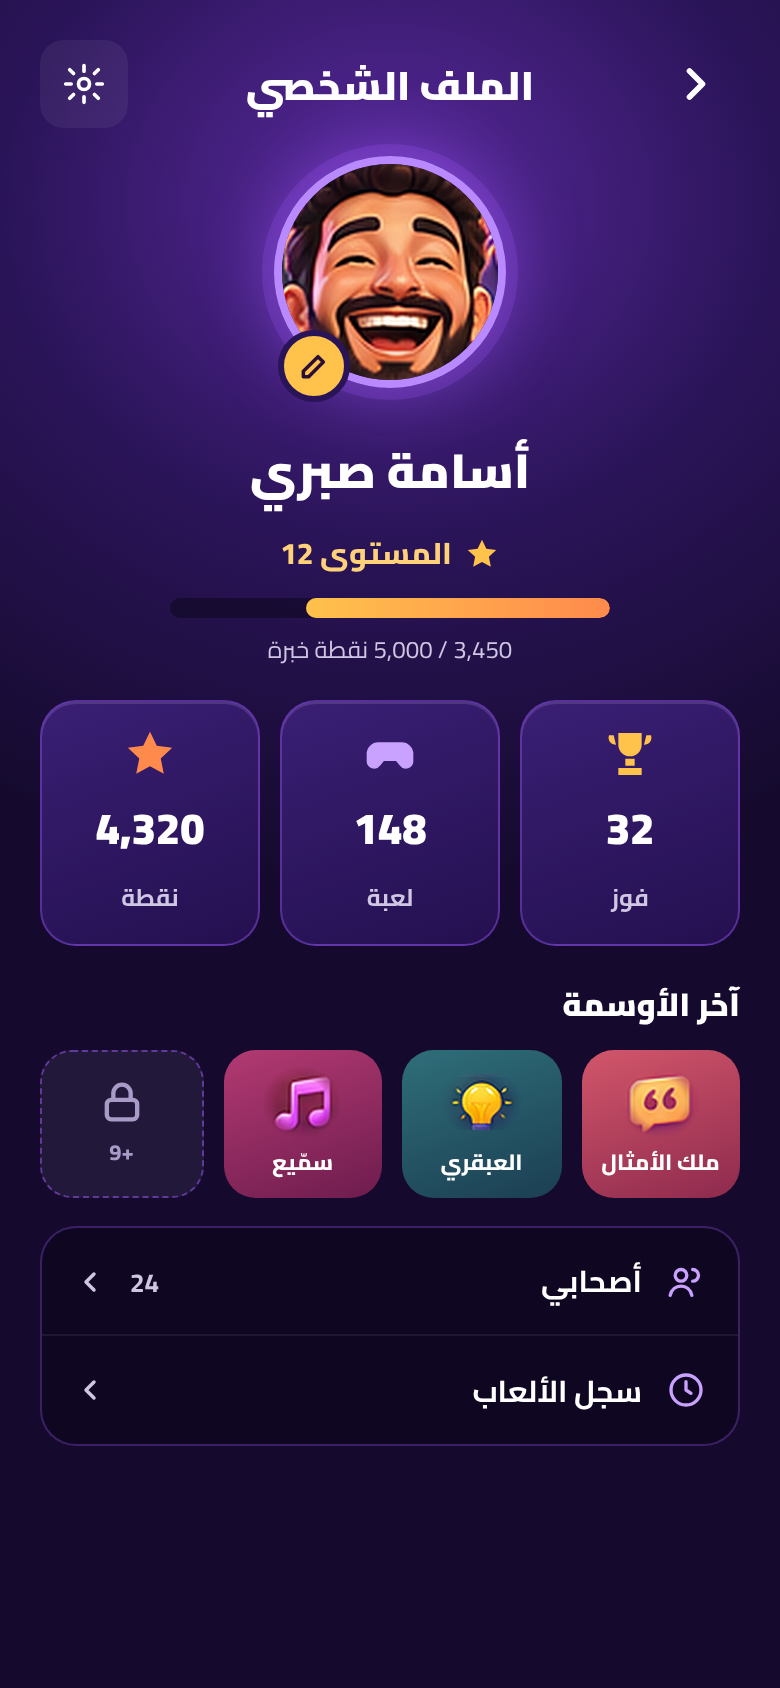 الملف الشخصي
أسامة صبري
المستوى 12
3,450 / 5,000 نقطة خبرة
32
فوز
148
لعبة
4,320
نقطة
آخر الأوسمة
ملك الأمثال
العبقري
سمّيع
+9
أصحابي
24
سجل الألعاب